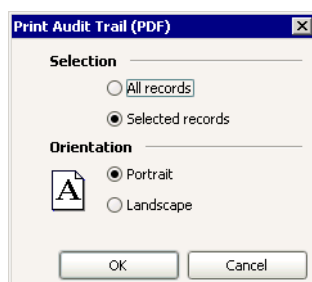 Print Audit Trail (PDF)
Selection
All records
Selected records
Orientation
A
Portrait
Landscape
OK
Cancel